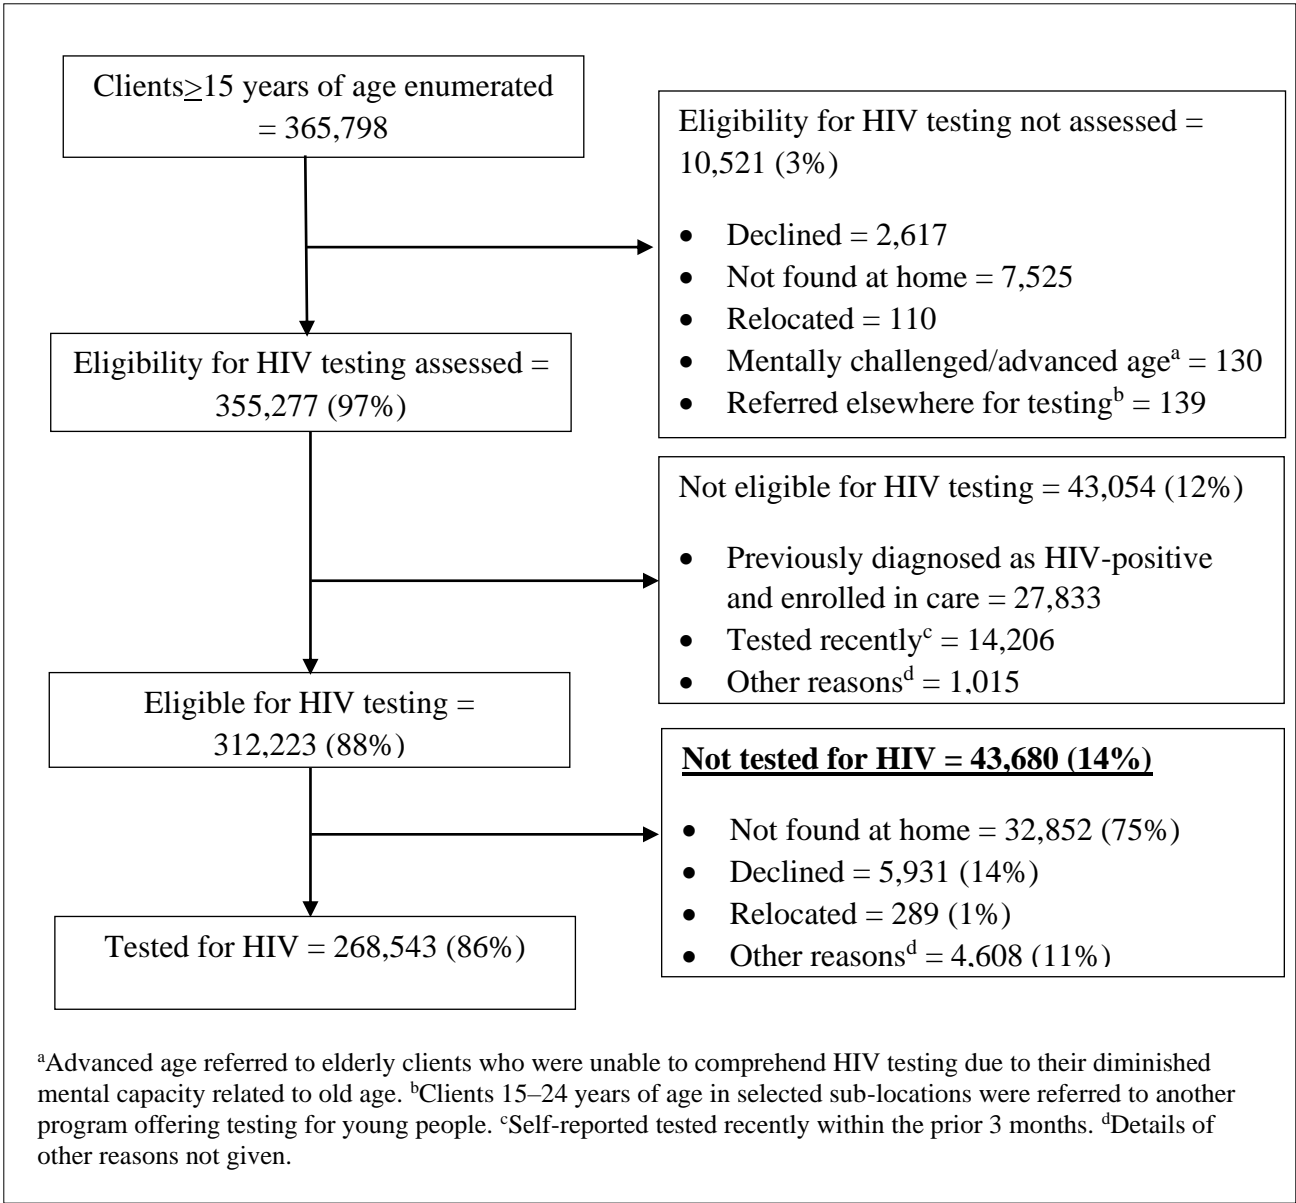 Clients≥15 years of age enumerated
= 365,798
Eligibility for HIV testing not assessed =
10,521 (3%)
• Declined = 2,617
• Not found at home = 7,525
• Relocated = 110
• Mentally challenged/advanced ageᵃ = 130
• Referred elsewhere for testingᵇ = 139
Eligibility for HIV testing assessed =
355,277 (97%)
Not eligible for HIV testing = 43,054 (12%)
• Previously diagnosed as HIV-positive
and enrolled in care = 27,833
• Tested recentlyᶜ = 14,206
• Other reasonsᵈ = 1,015
Eligible for HIV testing =
312,223 (88%)
Not tested for HIV = 43,680 (14%)
• Not found at home = 32,852 (75%)
• Declined = 5,931 (14%)
• Relocated = 289 (1%)
• Other reasonsᵈ = 4,608 (11%)
Tested for HIV = 268,543 (86%)
ᵃAdvanced age referred to elderly clients who were unable to comprehend HIV testing due to their diminished
mental capacity related to old age. ᵇClients 15–24 years of age in selected sub-locations were referred to another
program offering testing for young people. ᶜSelf-reported tested recently within the prior 3 months. ᵈDetails of
other reasons not given.